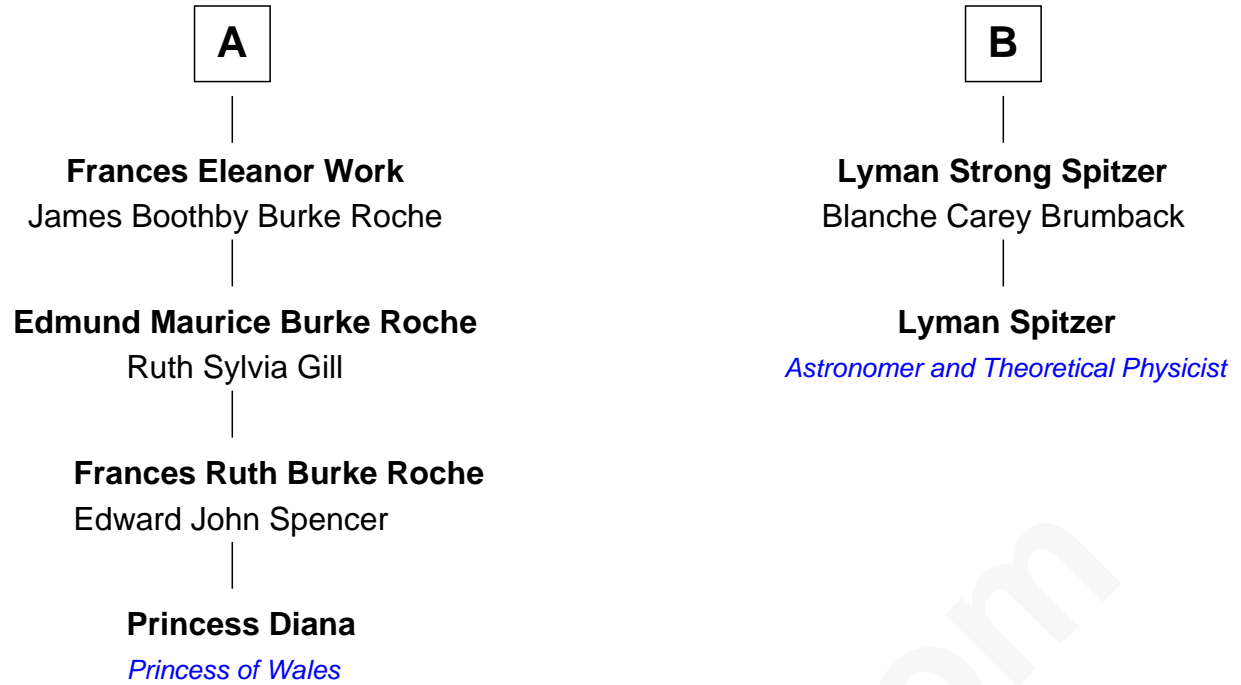 A
Frances Eleanor Work
James Boothby Burke Roche
Edmund Maurice Burke Roche
Ruth Sylvia Gill
Frances Ruth Burke Roche
Edward John Spencer
Princess Diana
Princess of Wales
B
Lyman Strong Spitzer
Blanche Carey Brumback
Lyman Spitzer
Astronomer and Theoretical Physicist
om